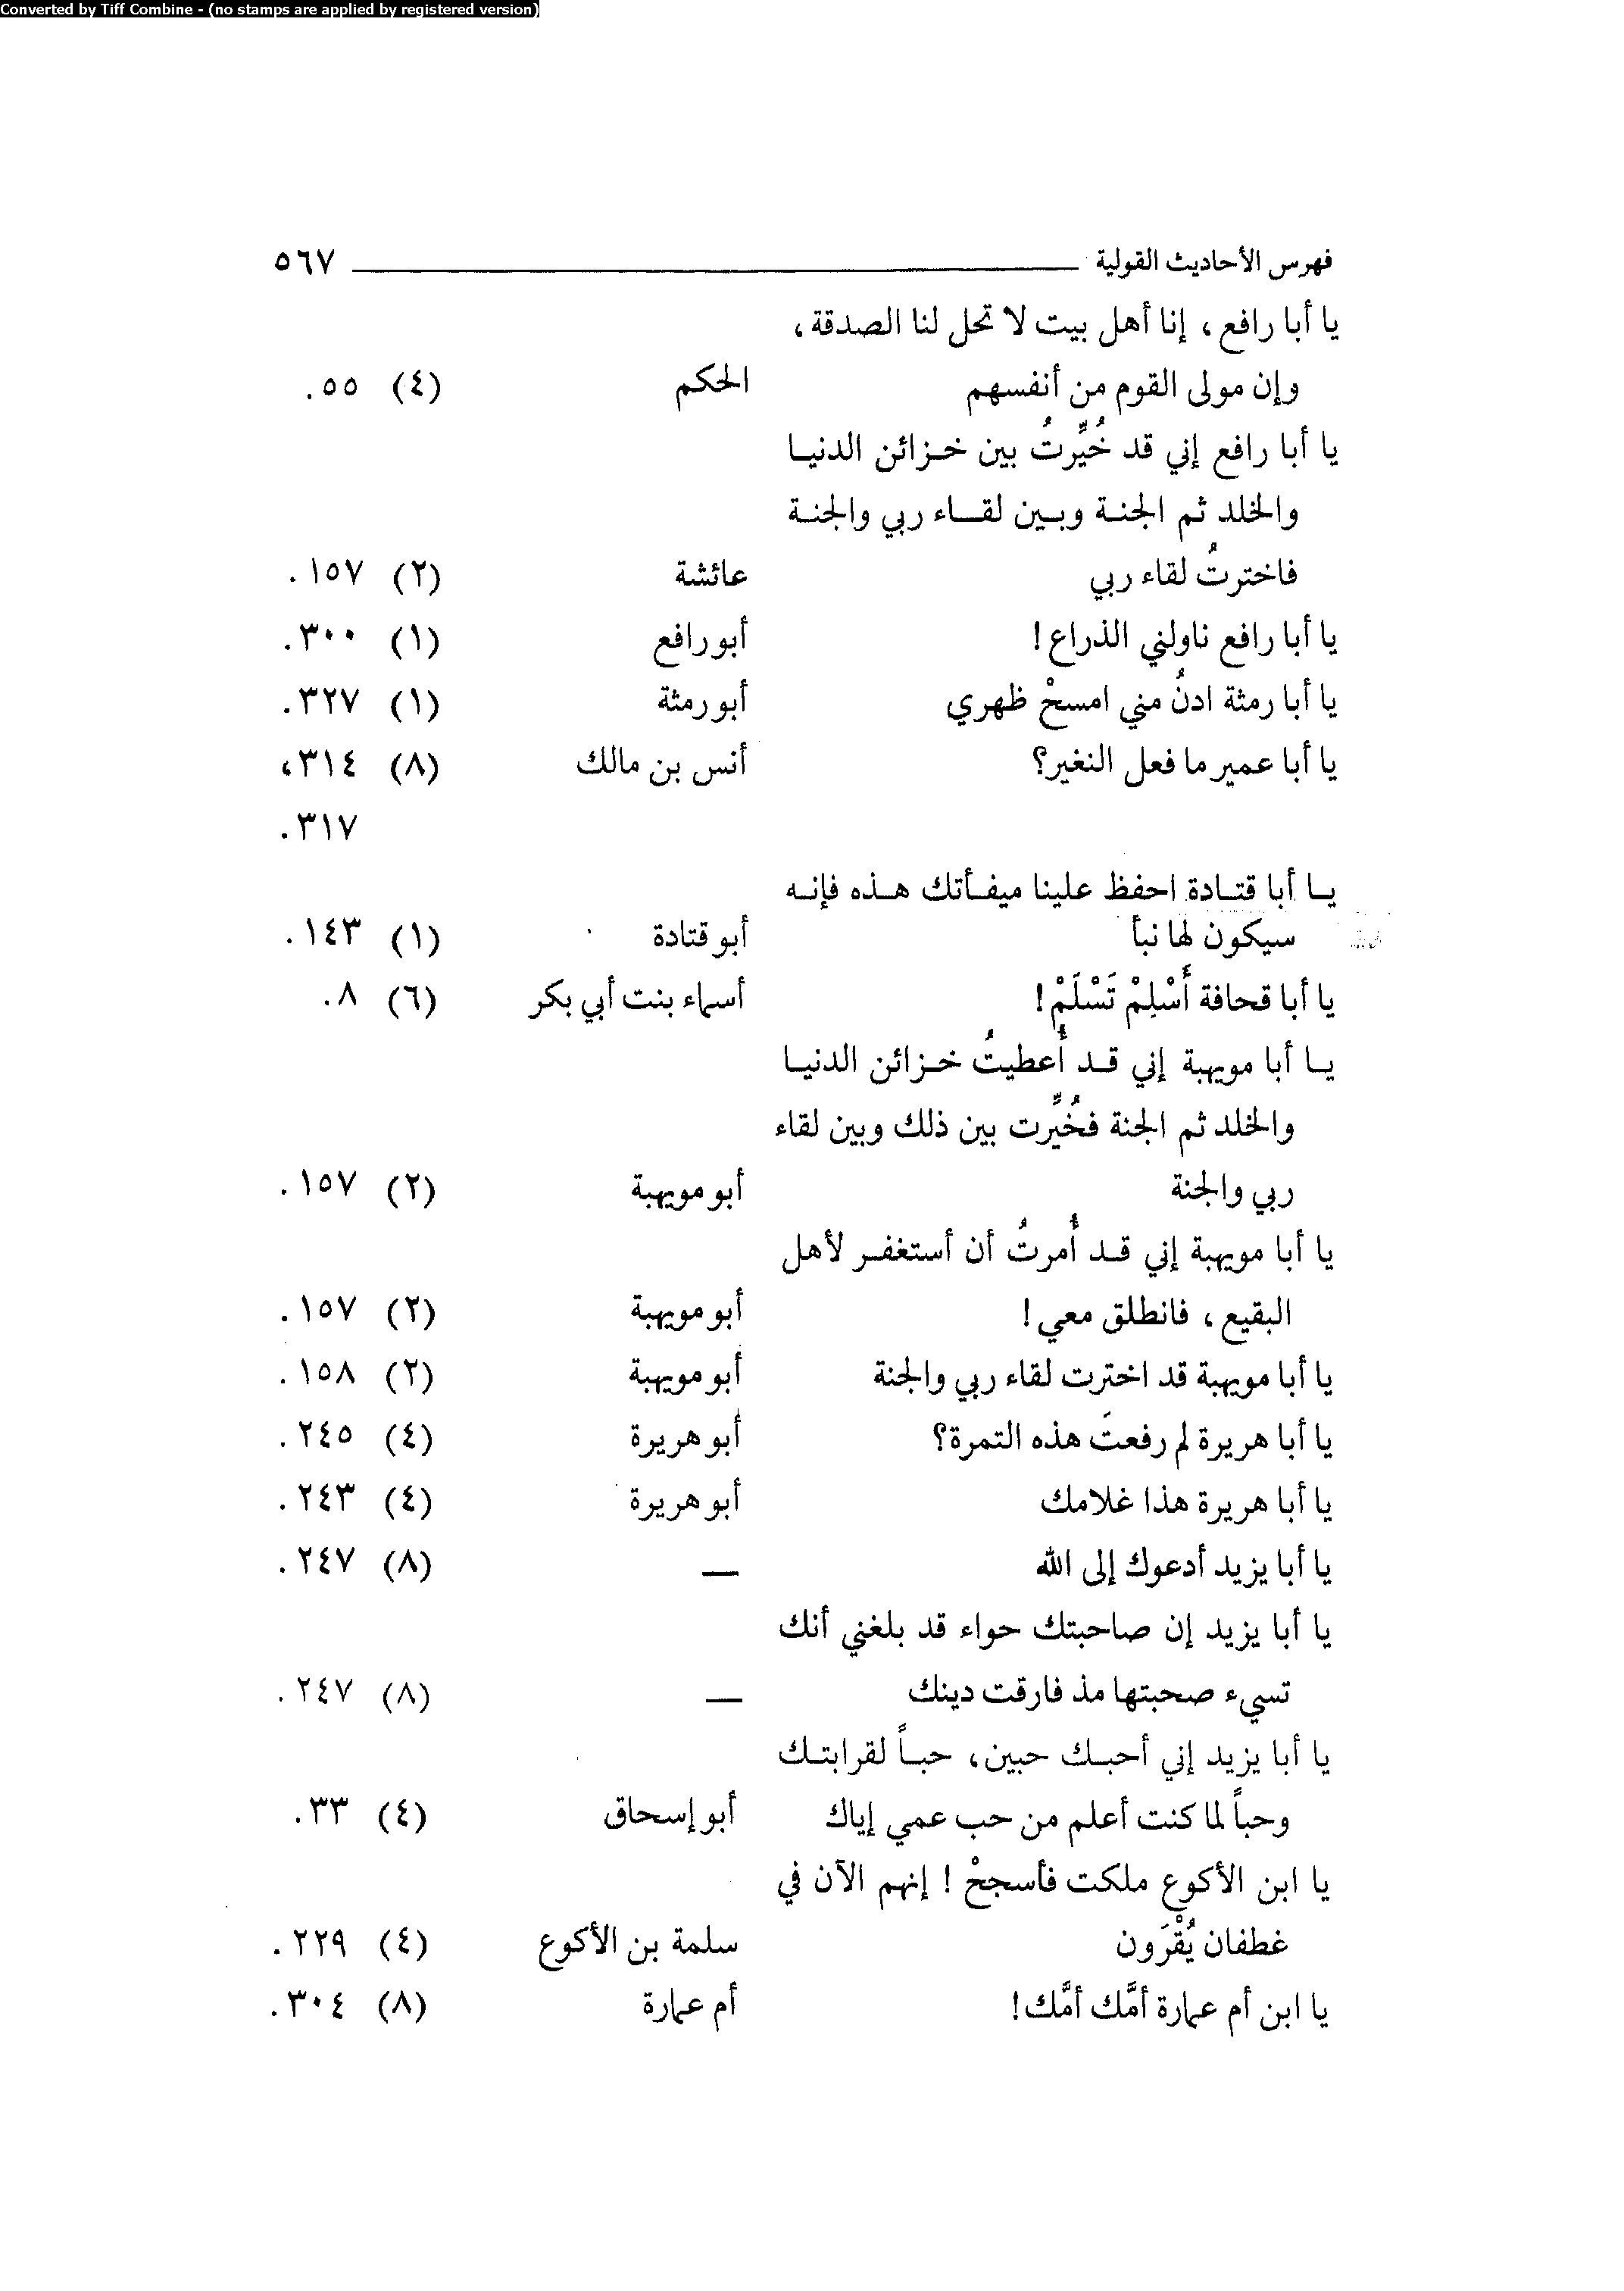 Converted by Tiff Combine - (no stamps are applied by registered version)
فهرس الأحاديث القولية ٥٦٧
يا أبا رافع ، إنا أهل بيت لا تحل لنا الصدقة ،
وإن مولى القوم من أنفسهم الحكم (٤) ٥٥ .
يا أبا رافع إني قد خُيِّرتُ بين خزائن الدنيا
والخلد ثم الجنة وبين لقاء ربي والجنة
فاخترتُ لقاء ربي عائشة (٢) ١٥٧ .
يا أبا رافع ناولني الذراع ! أبو رافع (١) ٣٠٠ .
يا أبا رمثة ادنُ مني امسحْ ظهري أبو رمثة (١) ٣٢٧ .
يا أبا عمير ما فعل النغير؟ أنس بن مالك (٨) ٣١٤ ،
٣١٧ .
يا أبا قتادة احفظ علينا ميفأتك هذه فإنه
سيكون لها نبأ أبو قتادة (١) ١٤٣ .
يا أبا قحافة أَسْلِمْ تَسْلَمْ ! أسماء بنت أبي بكر (٦) ٨ .
يا أبا مويهبة إني قد أُعطيتُ خزائن الدنيا
والخلد ثم الجنة فخُيِّرت بين ذلك وبين لقاء
ربي والجنة أبو مويهبة (٢) ١٥٧ .
يا أبا مويهبة إني قد أُمرتُ أن أستغفر لأهل
البقيع ، فانطلق معي ! أبو مويهبة (٢) ١٥٧ .
يا أبا مويهبة قد اخترت لقاء ربي والجنة أبو مويهبة (٢) ١٥٨ .
يا أبا هريرة لم رفعتَ هذه التمرة؟ أبو هريرة (٤) ٢٤٥ .
يا أبا هريرة هذا غلامك أبو هريرة (٤) ٢٤٣ .
يا أبا يزيد أدعوك إلى الله — (٨) ٢٤٧ .
يا أبا يزيد إن صاحبتك حواء قد بلغني أنك
تسيء صحبتها مذ فارقت دينك — (٨) ٢٤٧ .
يا أبا يزيد إني أحبك حبين ، حباً لقرابتك
وحباً لما كنت أعلم من حب عمي إياك أبو إسحاق (٤) ٣٣ .
يا ابن الأكوع ملكت فأسجحْ ! إنهم الآن في
غطفان يُقْرَون سلمة بن الأكوع (٤) ٢٢٩ .
يا ابن أم عمارة أمَّك أمَّك ! أم عمارة (٨) ٣٠٤ .